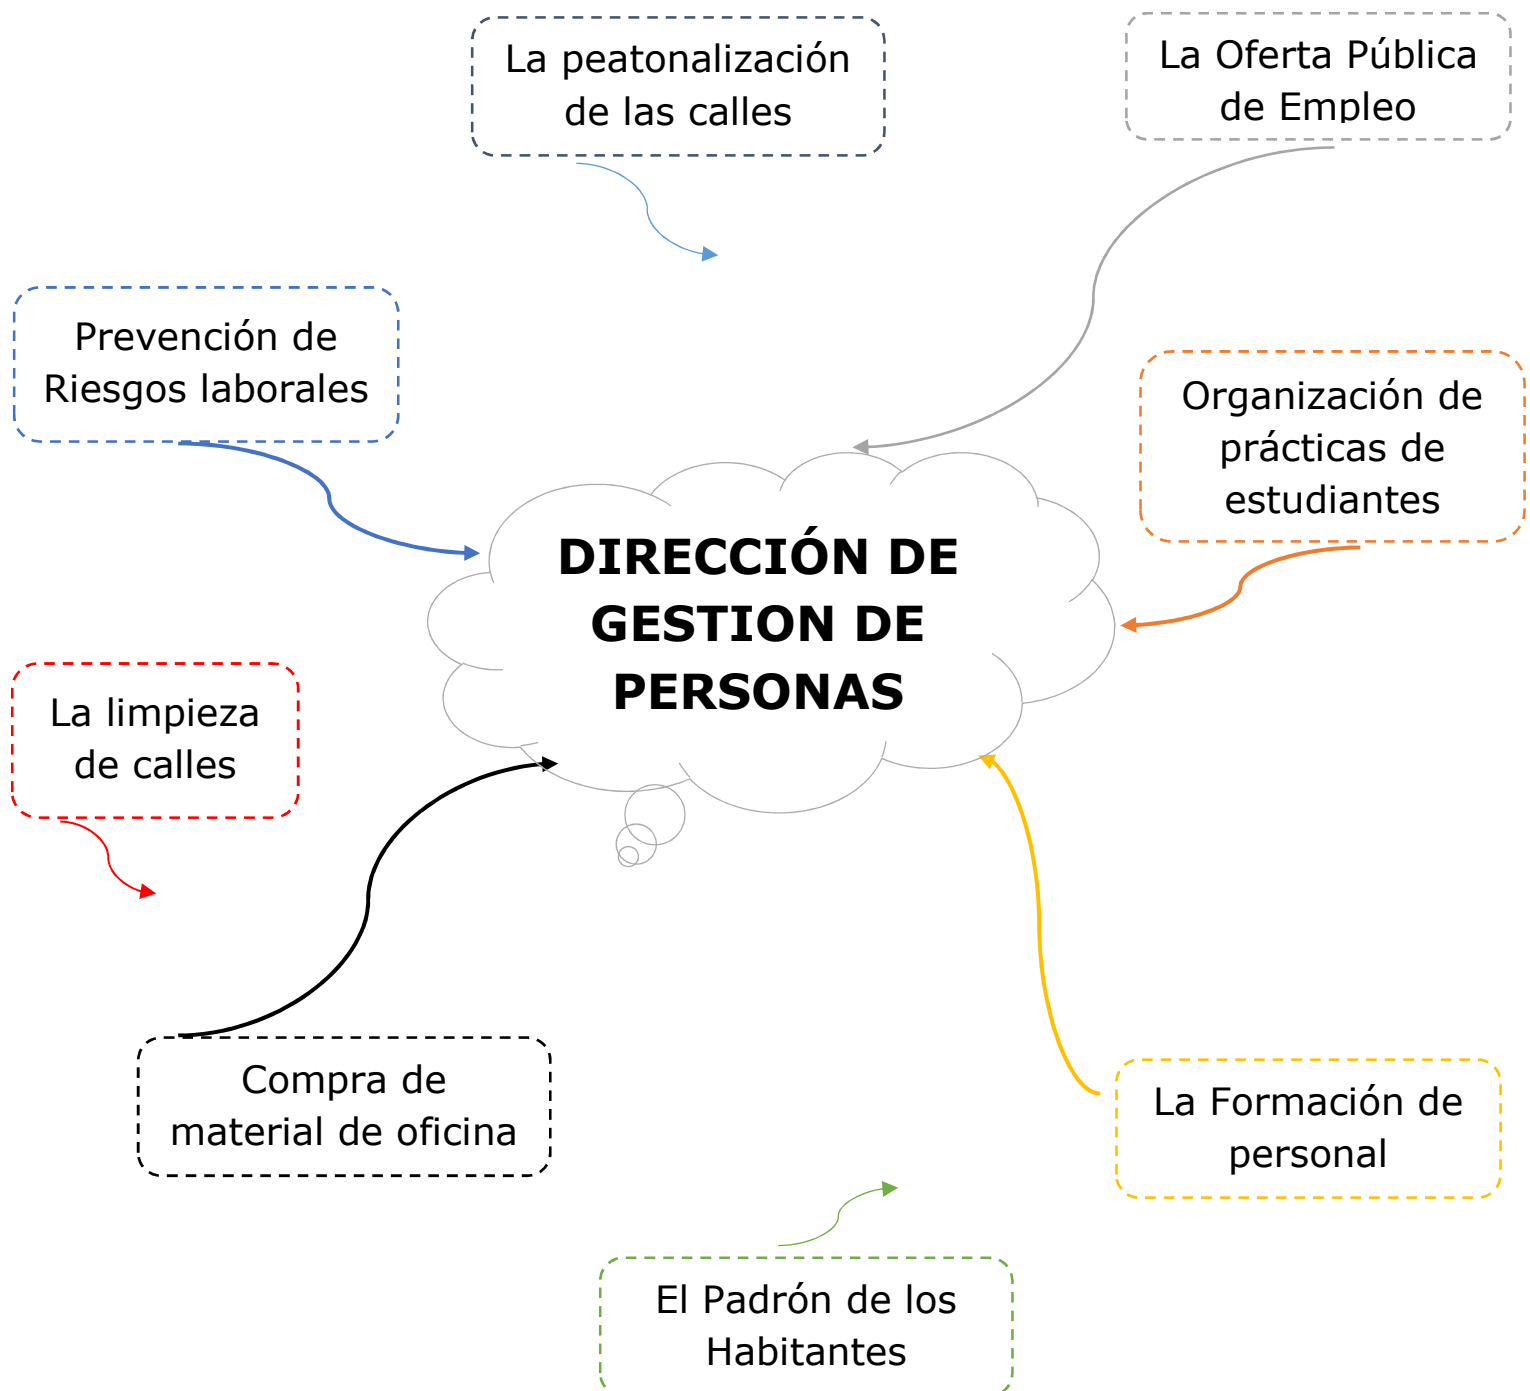 La peatonalización
de las calles
La Oferta Pública
de Empleo
Prevención de
Riesgos laborales
Organización de
prácticas de
estudiantes
DIRECCIÓN DE
GESTION DE
PERSONAS
La limpieza
de calles
Compra de
material de oficina
La Formación de
personal
El Padrón de los
Habitantes